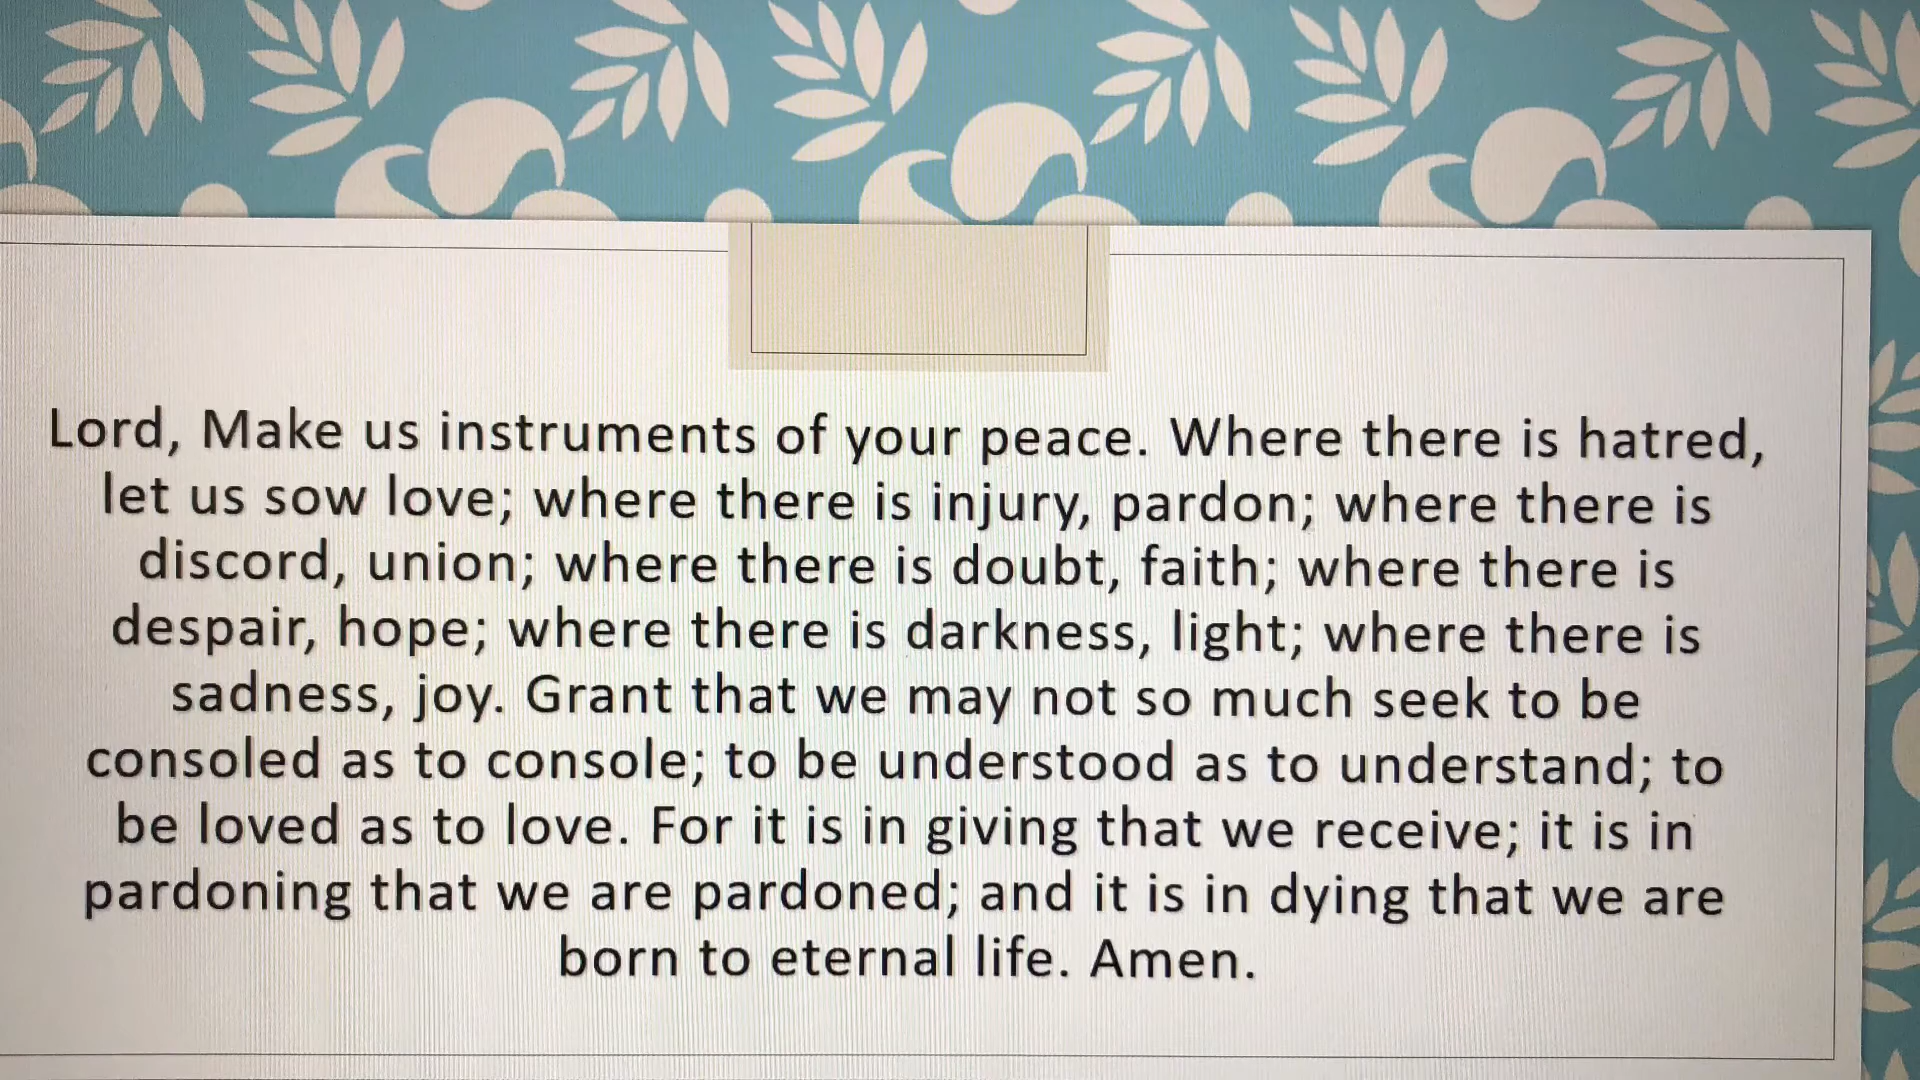 Lord, Make us instruments of your peace. Where there is hatred,
let us sow love; where there is injury, pardon; where there is
discord, union; where there is doubt, faith; where there is
despair, hope; where there is darkness, light; where there is
sadness, joy. Grant that we may not so much seek to be
consoled as to console; to be understood as to understand; to
be loved as to love. For it is in giving that we receive; it is in
pardoning that we are pardoned; and it is in dying that we are
born to eternal life. Amen.